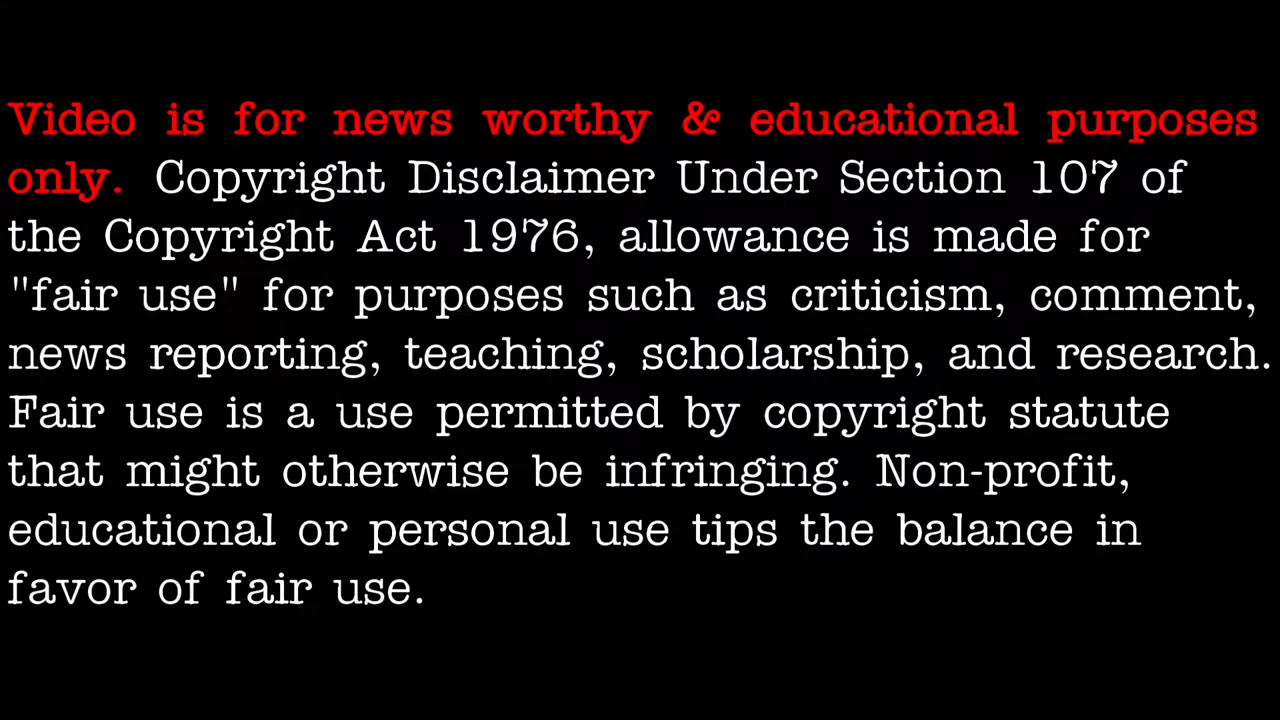 Video is for news worthy & educational purposes
only. Copyright Disclaimer Under Section 107 of
the Copyright Act 1976, allowance is made for
"fair use" for purposes such as criticism, comment,
news reporting, teaching, scholarship, and research.
Fair use is a use permitted by copyright statute
that might otherwise be infringing. Non-profit,
educational or personal use tips the balance in
favor of fair use.